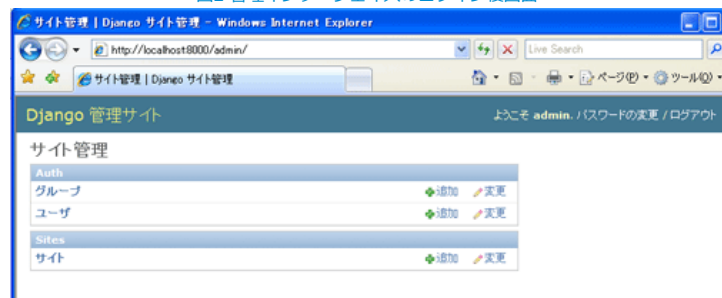 サイト管理 | Django サイト管理 - Windows Internet Explorer
http://localhost:8000/admin/
Live Search
サイト管理 | Django サイト管理
ページ(P)
ツール(O)
Django 管理サイト
ようこそ admin. パスワードの変更 / ログアウト
サイト管理
Auth
グループ 追加 変更
ユーザ 追加 変更
Sites
サイト 追加 変更